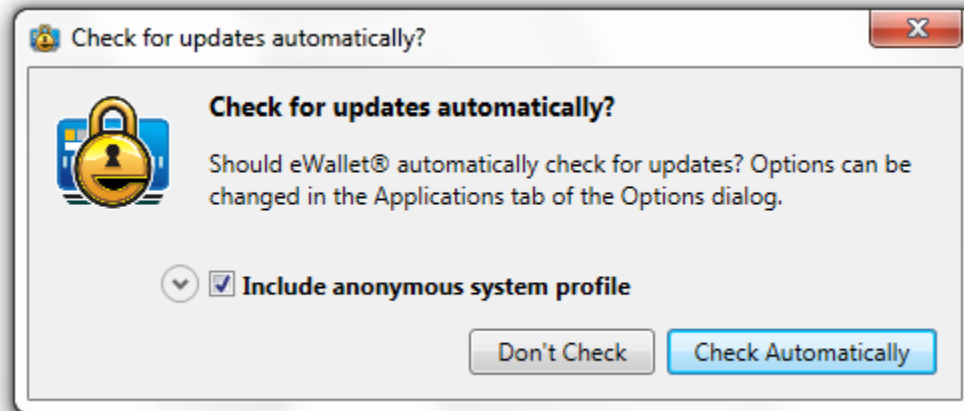 Check for updates automatically?
Check for updates automatically?
Should eWallet® automatically check for updates? Options can be
changed in the Applications tab of the Options dialog.
Include anonymous system profile
Don't Check
Check Automatically